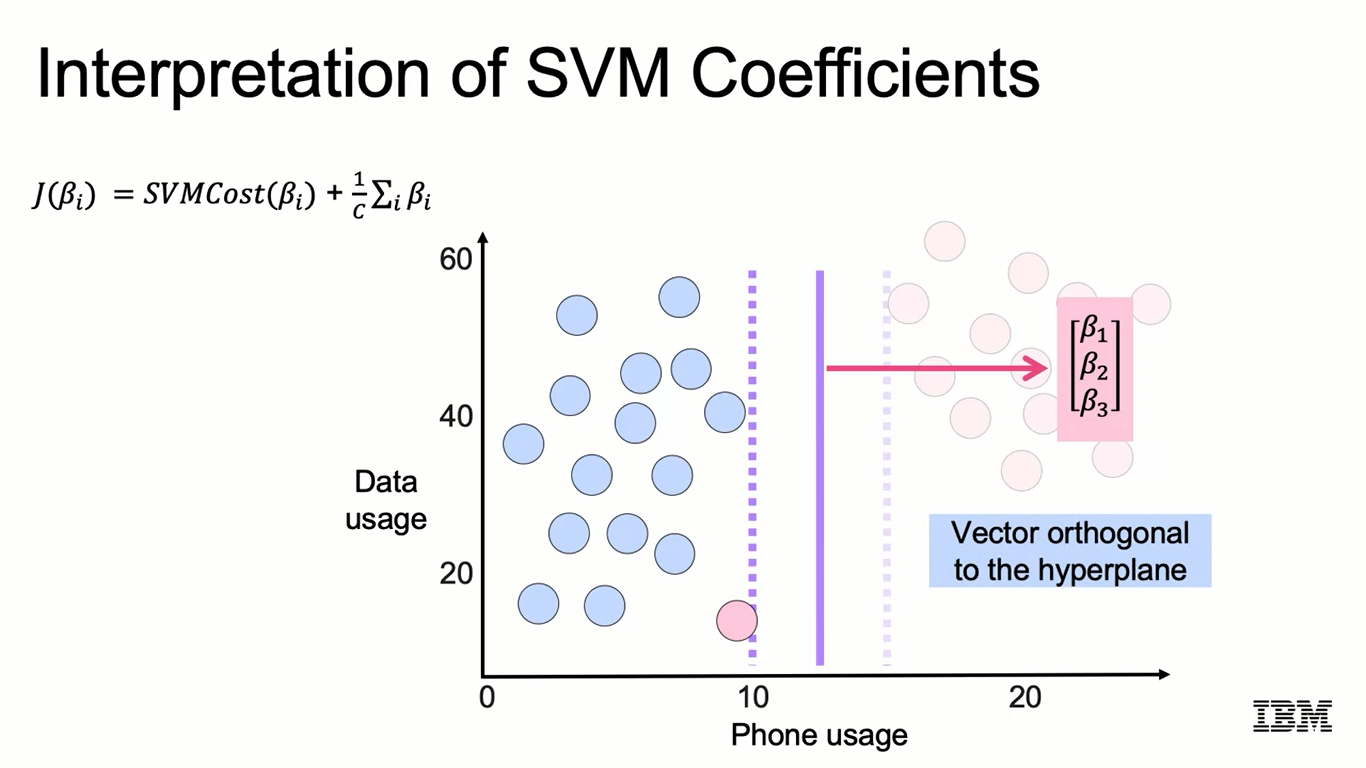 Interpretation of SVM Coefficients
J(βᵢ) = SVMCost(βᵢ) + 1/C ∑ᵢ βᵢ
60
40
20
Data
usage
β₁
β₂
β₃
Vector orthogonal
to the hyperplane
0
10
20
Phone usage
IBM